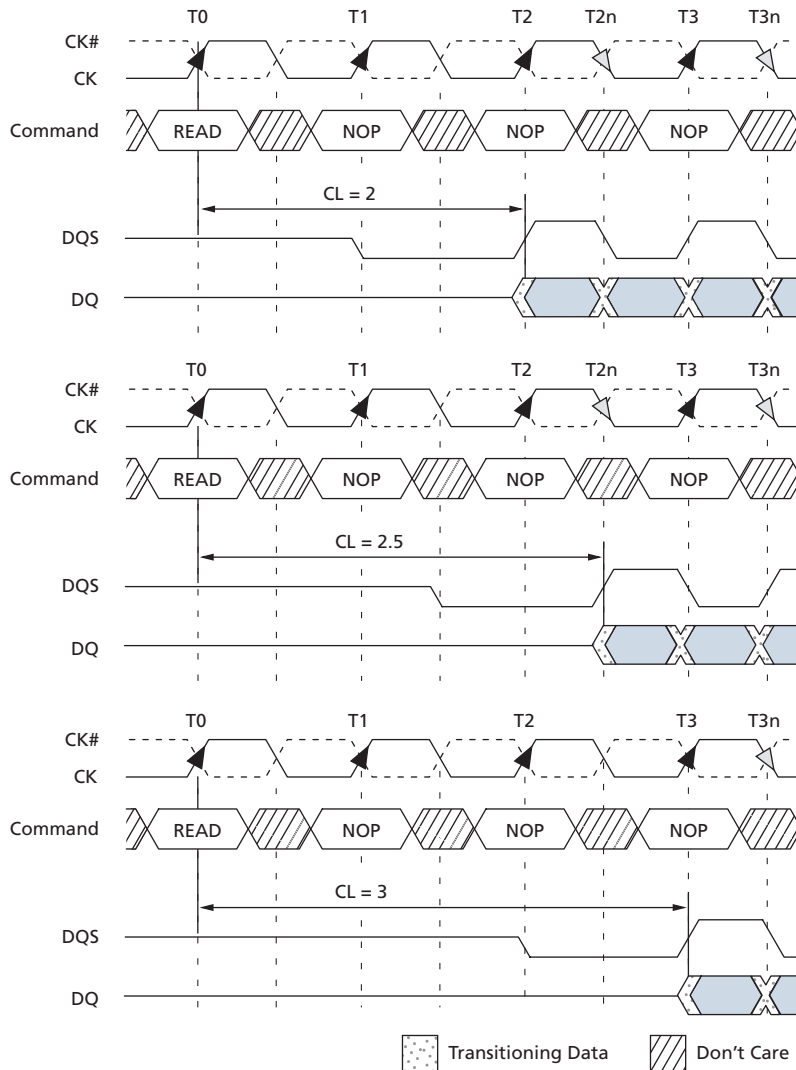 T0 T1 T2 T2n T3 T3n
CK#
CK
Command READ NOP NOP NOP
CL = 2
DQS
DQ
T0 T1 T2 T2n T3 T3n
CK#
CK
Command READ NOP NOP NOP
CL = 2.5
DQS
DQ
T0 T1 T2 T3 T3n
CK#
CK
Command READ NOP NOP NOP
CL = 3
DQS
DQ
Transitioning Data Don't Care